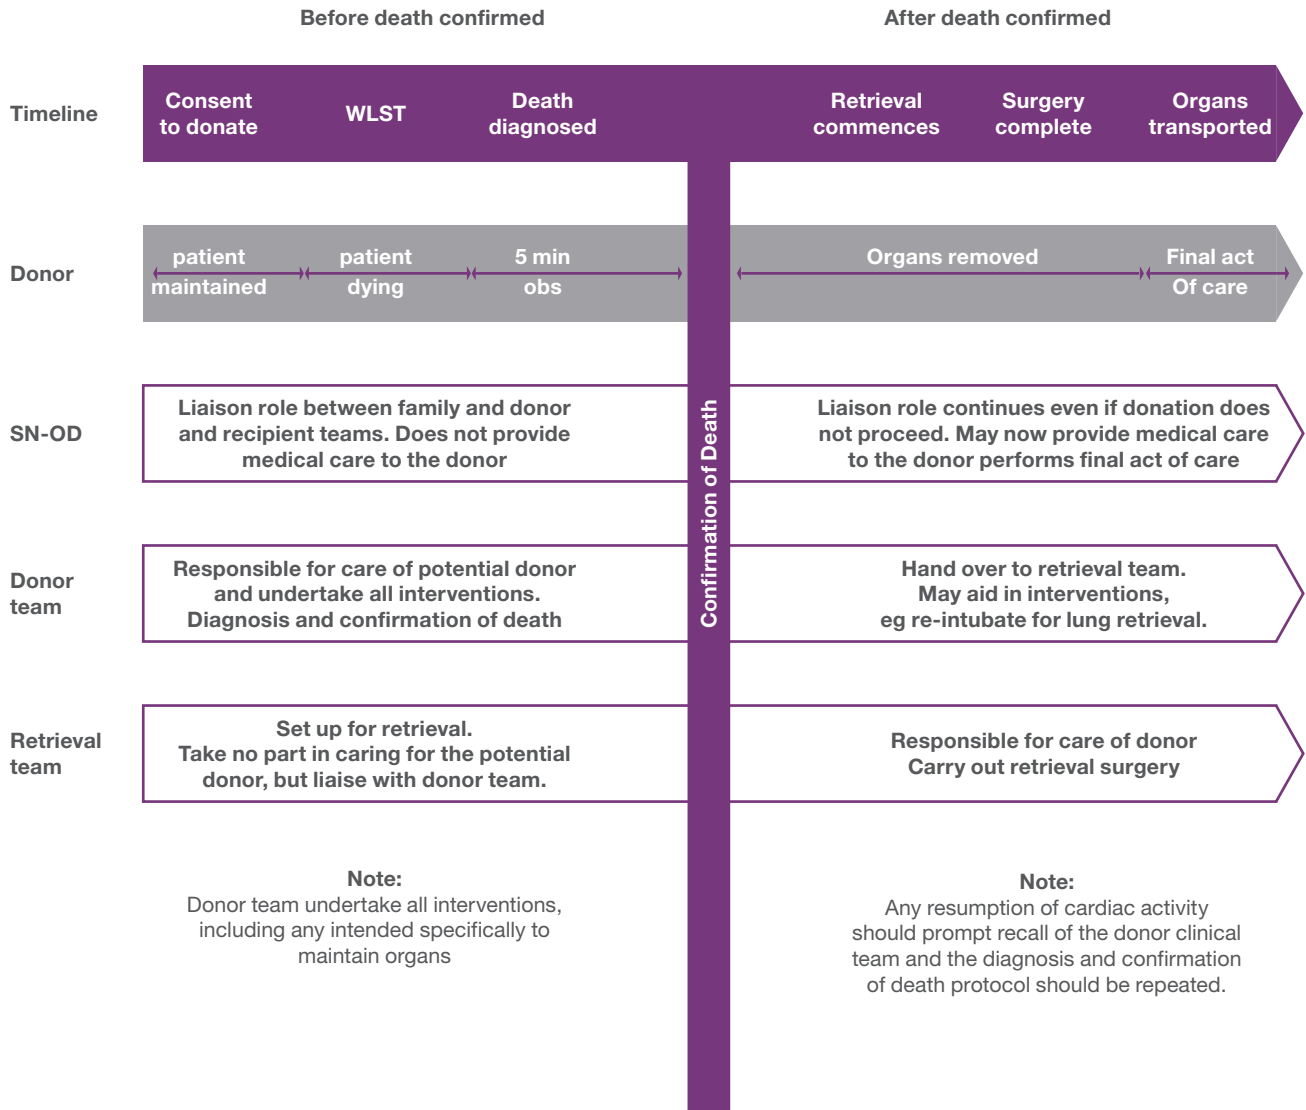 Before death confirmed
After death confirmed
Timeline
Consent
to donate
WLST
Death
diagnosed
Retrieval
commences
Surgery
complete
Organs
transported
Donor
patient
maintained
patient
dying
5 min
obs
Organs removed
Final act
Of care
Confirmation of Death
SN-OD
Liaison role between family and donor
and recipient teams. Does not provide
medical care to the donor
Liaison role continues even if donation does
not proceed. May now provide medical care
to the donor performs final act of care
Donor
team
Responsible for care of potential donor
and undertake all interventions.
Diagnosis and confirmation of death
Hand over to retrieval team.
May aid in interventions,
eg re-intubate for lung retrieval.
Retrieval
team
Set up for retrieval.
Take no part in caring for the potential
donor, but liaise with donor team.
Responsible for care of donor
Carry out retrieval surgery
Note:
Donor team undertake all interventions,
including any intended specifically to
maintain organs
Note:
Any resumption of cardiac activity
should prompt recall of the donor clinical
team and the diagnosis and confirmation
of death protocol should be repeated.